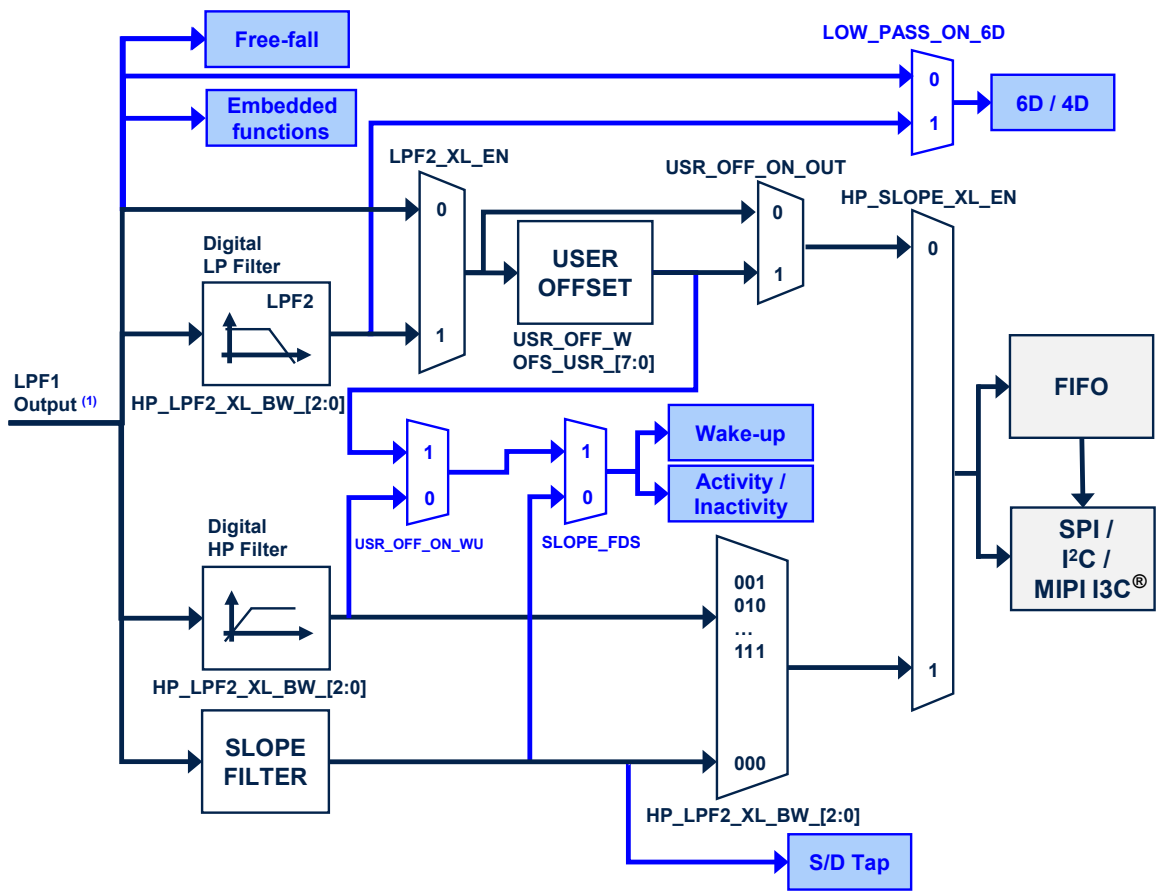 Free-fall
LOW_PASS_ON_6D
0
1
6D / 4D
Embedded
functions
LPF2_XL_EN
0
1
USR_OFF_ON_OUT
0
1
HP_SLOPE_XL_EN
0
1
Digital
LP Filter
LPF2
USER
OFFSET
USR_OFF_W
OFS_USR_[7:0]
LPF1
Output (1)
HP_LPF2_XL_BW_[2:0]
FIFO
1
0
USR_OFF_ON_WU
1
0
SLOPE_FDS
Wake-up
Activity /
Inactivity
SPI /
I²C /
MIPI I3C®
Digital
HP Filter
HP_LPF2_XL_BW_[2:0]
001
010
...
111
000
HP_LPF2_XL_BW_[2:0]
SLOPE
FILTER
S/D Tap